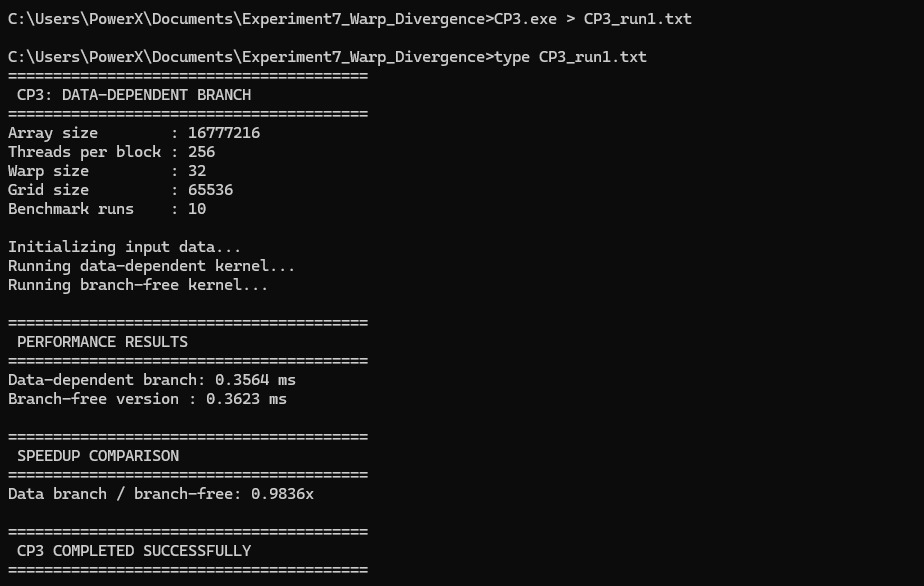 C:\Users\PowerX\Documents\Experiment7_Warp_Divergence>CP3.exe > CP3_run1.txt
C:\Users\PowerX\Documents\Experiment7_Warp_Divergence>type CP3_run1.txt
========================================
 CP3: DATA-DEPENDENT BRANCH
========================================
Array size        : 16777216
Threads per block : 256
Warp size         : 32
Grid size         : 65536
Benchmark runs    : 10
Initializing input data...
Running data-dependent kernel...
Running branch-free kernel...
========================================
 PERFORMANCE RESULTS
========================================
Data-dependent branch: 0.3564 ms
Branch-free version : 0.3623 ms
========================================
 SPEEDUP COMPARISON
========================================
Data branch / branch-free: 0.9836x
========================================
 CP3 COMPLETED SUCCESSFULLY
========================================